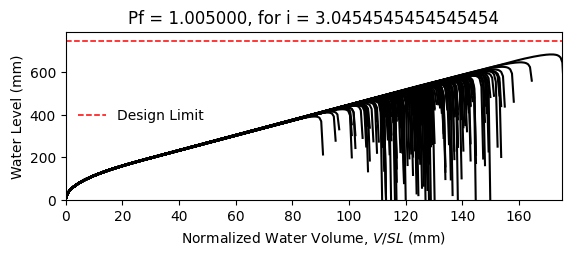 Pf = 1.005000, for i = 3.0454545454545454
Water Level (mm)
600
400
200
0
Design Limit
0 20 40 60 80 100 120 140 160
Normalized Water Volume, V/SL (mm)